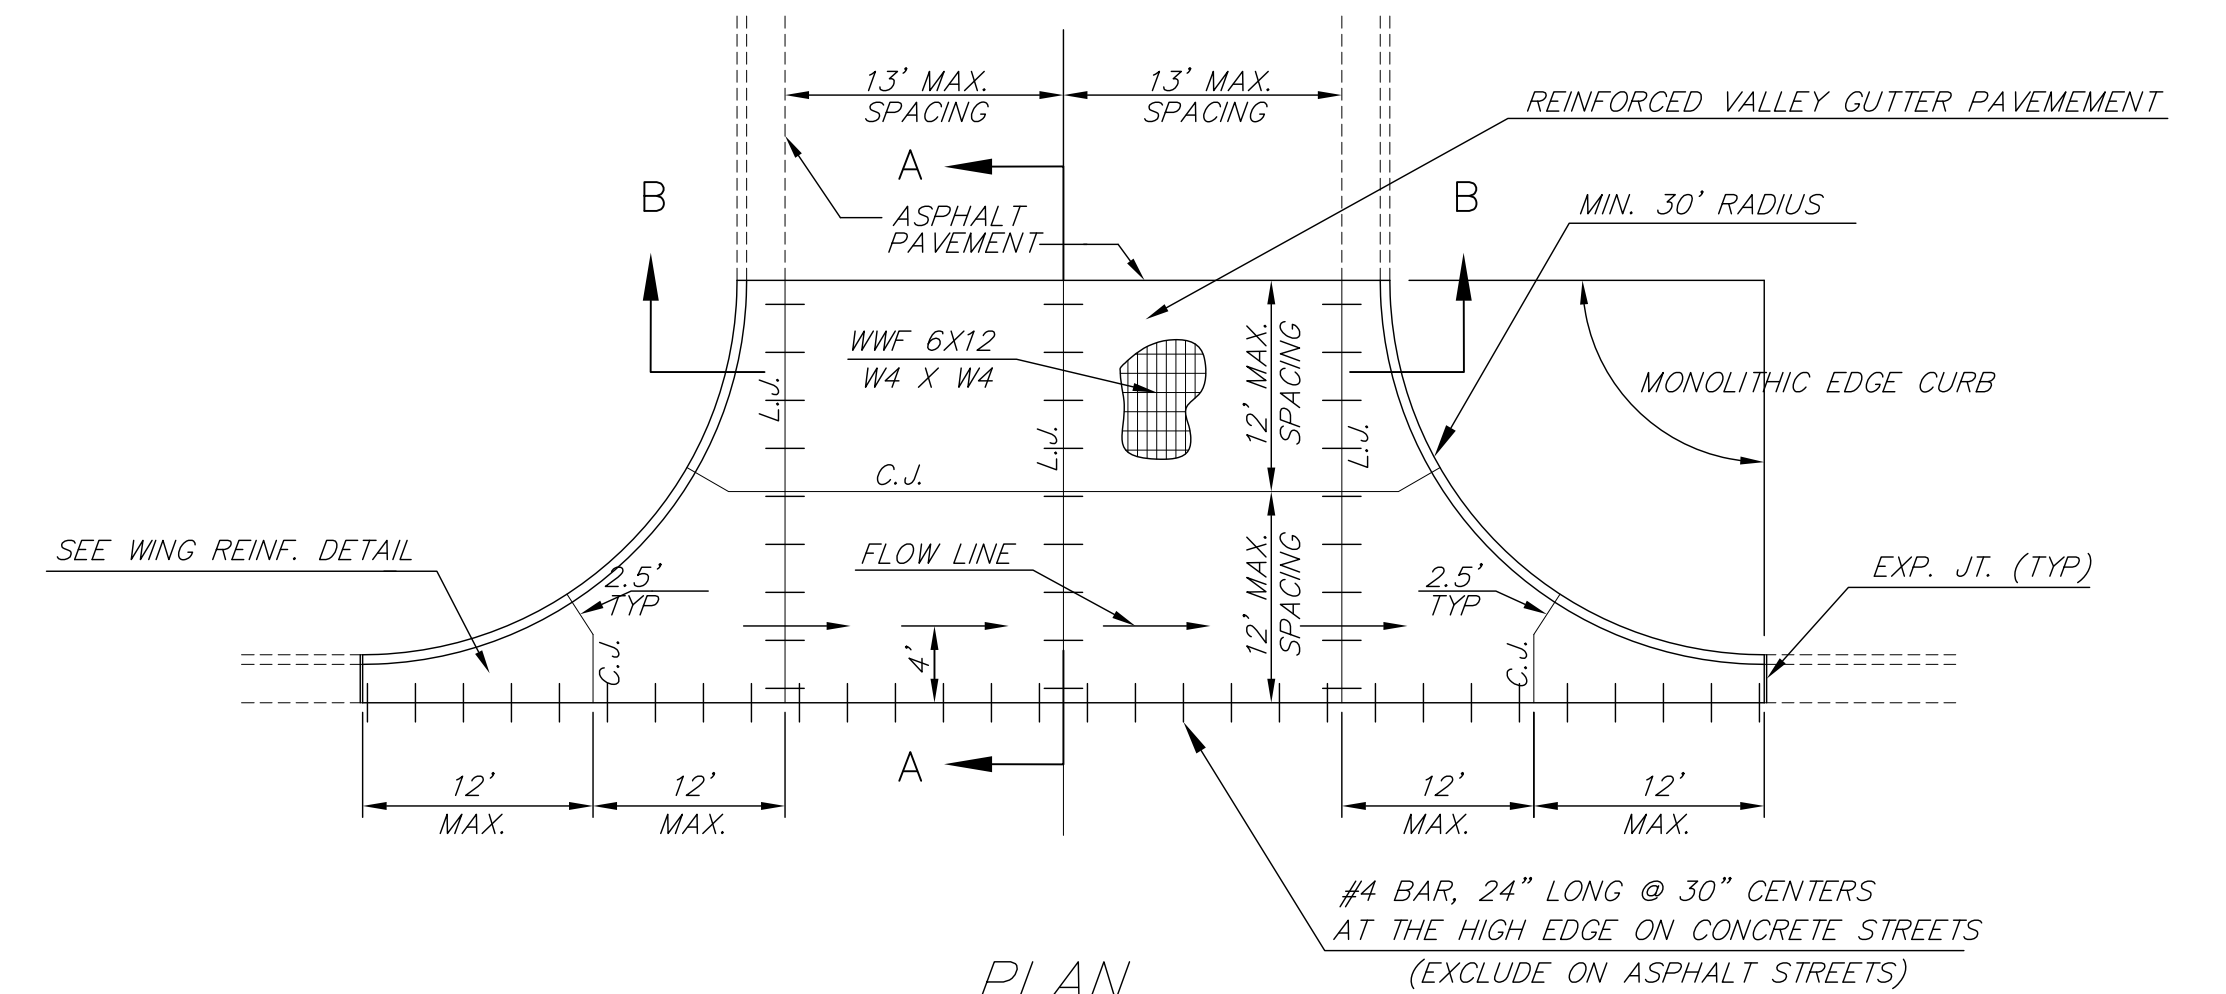 13' MAX.
SPACING
13' MAX.
SPACING
REINFORCED VALLEY GUTTER PAVEMEMENT
A
B
B
MIN. 30' RADIUS
ASPHALT
PAVEMENT
WWF 6X12
W4 X W4
12' MAX.
SPACING
MONOLITHIC EDGE CURB
L.J.
L.J.
L.J.
C.J.
SEE WING REINF. DETAIL
2.5'
TYP
FLOW LINE
12' MAX.
SPACING
2.5'
TYP
EXP. JT. (TYP)
C.J.
4'
C.J.
A
12'
MAX.
12'
MAX.
12'
MAX.
12'
MAX.
#4 BAR, 24" LONG @ 30" CENTERS
AT THE HIGH EDGE ON CONCRETE STREETS
(EXCLUDE ON ASPHALT STREETS)
PLAN